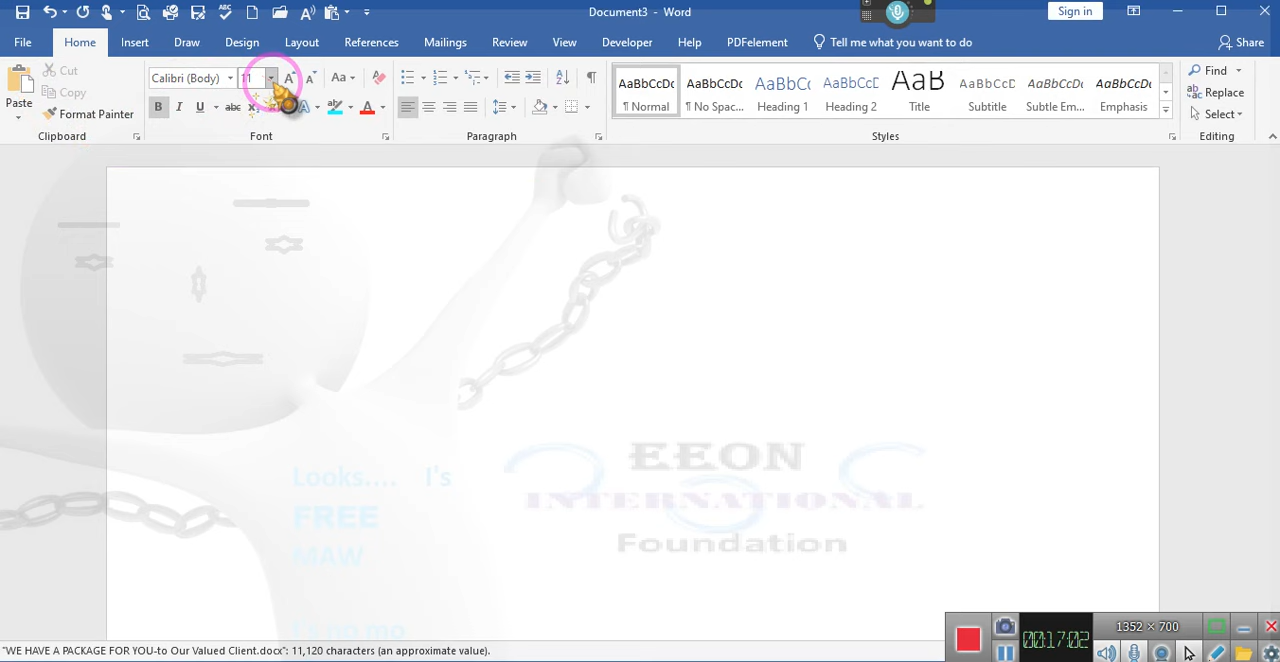 Document3 - Word
Sign in
File Home Insert Draw Design Layout References Mailings Review View Developer Help PDFelement Tell me what you want to do Share
Paste
Cut
Copy
Format Painter
Clipboard
Calibri (Body) 11
Aa
B I U abc
A
Font
Paragraph
AaBbCcDc AaBbCcDc AaBbCc AaBbCcD AaB AaBbCcD AaBbCcDc AaBbCcDc
¶ Normal ¶ No Spac... Heading 1 Heading 2 Title Subtitle Subtle Em... Emphasis
Styles
Find
Replace
Select
Editing
EEON
INTERNATIONAL
Foundation
Looks.... I's
FREE
MAW
"WE HAVE A PACKAGE FOR YOU-to Our Valued Client.docx": 11,120 characters (an approximate value).
1352 × 700
00:17:02